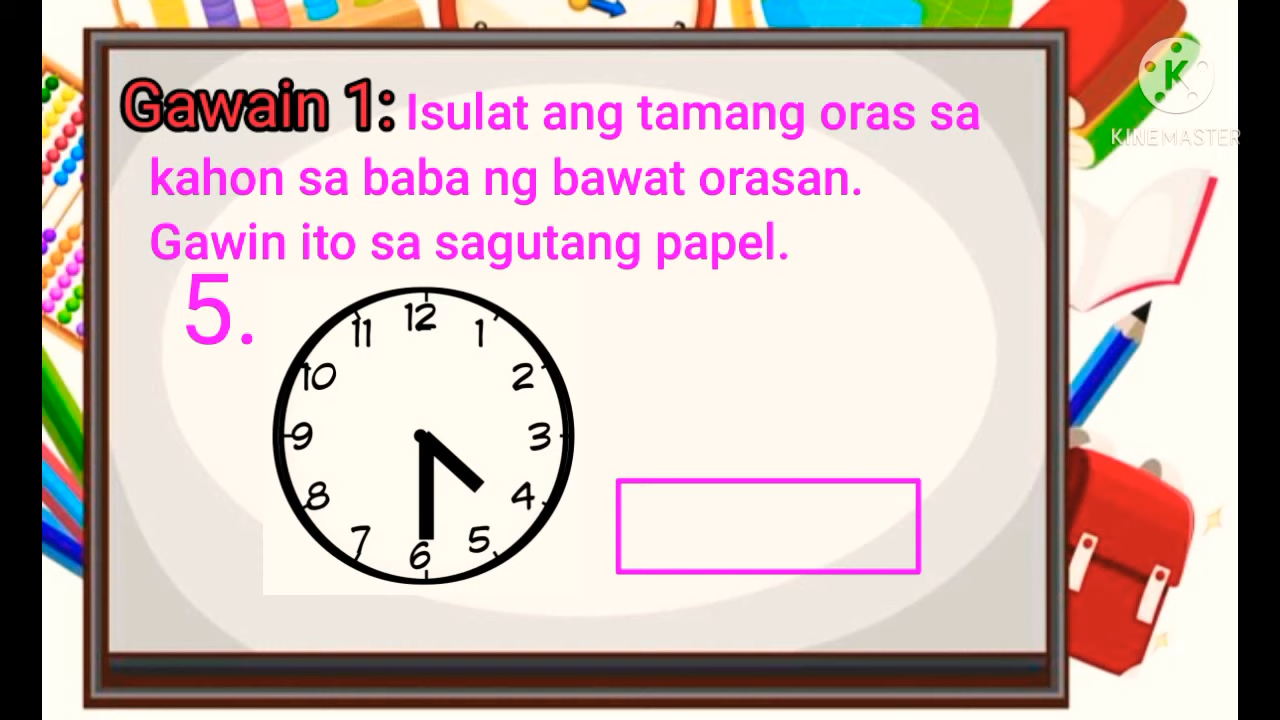 Gawain 1: Isulat ang tamang oras sa
kahon sa baba ng bawat orasan.
Gawin ito sa sagutang papel.
5.
12
11
1
10
2
9
3
8
4
7
5
6
K
KINEMASTER